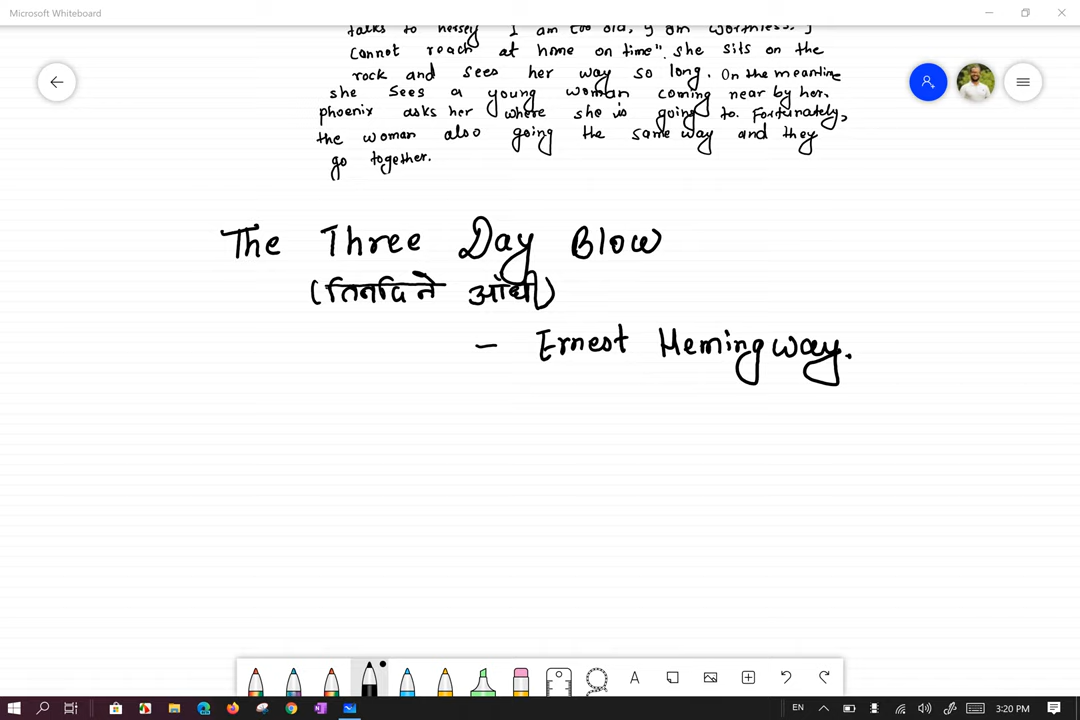 Microsoft Whiteboard
talks to herself I am too old, I am worthless. I
cannot reach at home on time". she sits on the
rock and sees her way so long. On the meantime
she sees a young woman coming near by her.
phoenix asks her where she is going to. Fortunately,
the woman also going the same way and they
go together.
The Three Day Blow
(तिनदिने आंधी)
- Ernest Hemingway.
A
EN 3:20 PM